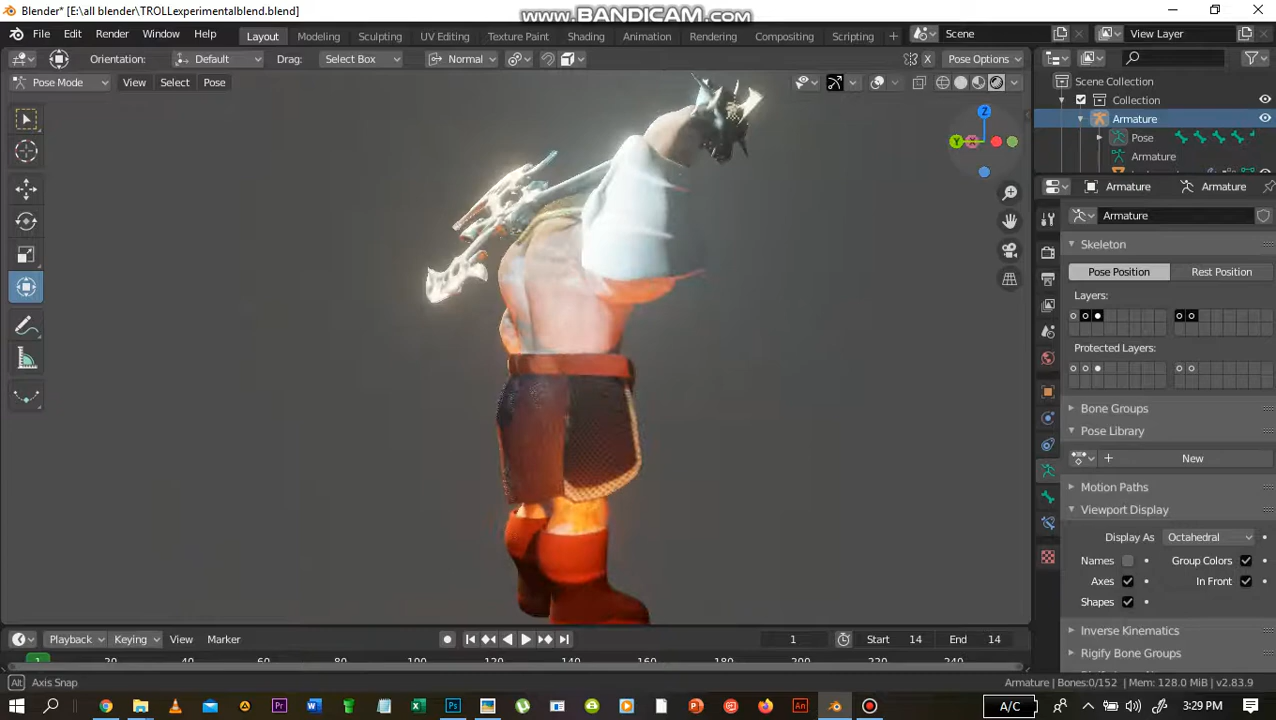 Blender* [E:\all blender\TROLLexperimentalblend.blend]
www.BANDICAM.com
File Edit Render Window Help
Layout Modeling Sculpting UV Editing Texture Paint Shading Animation Rendering Compositing Scripting
Scene
View Layer
Orientation: Default Drag: Select Box Normal
X
Pose Options
Pose Mode View Select Pose
Scene Collection
Collection
Armature
Pose
Armature
Z
Y
Armature Armature
Armature
Skeleton
Pose Position Rest Position
Layers:
Protected Layers:
Bone Groups
Pose Library
New
Motion Paths
Viewport Display
Display As Octahedral
Names Group Colors
Axes In Front
Shapes
Inverse Kinematics
Rigify Bone Groups
Playback Keying View Marker
1 Start 14 End 14
1 20 40 60 80 100 120 140 160 180 200 220 240
Alt Axis Snap
Armature | Bones:0/152 | Mem: 128.0 MiB | v2.83.9
A/C
3:29 PM